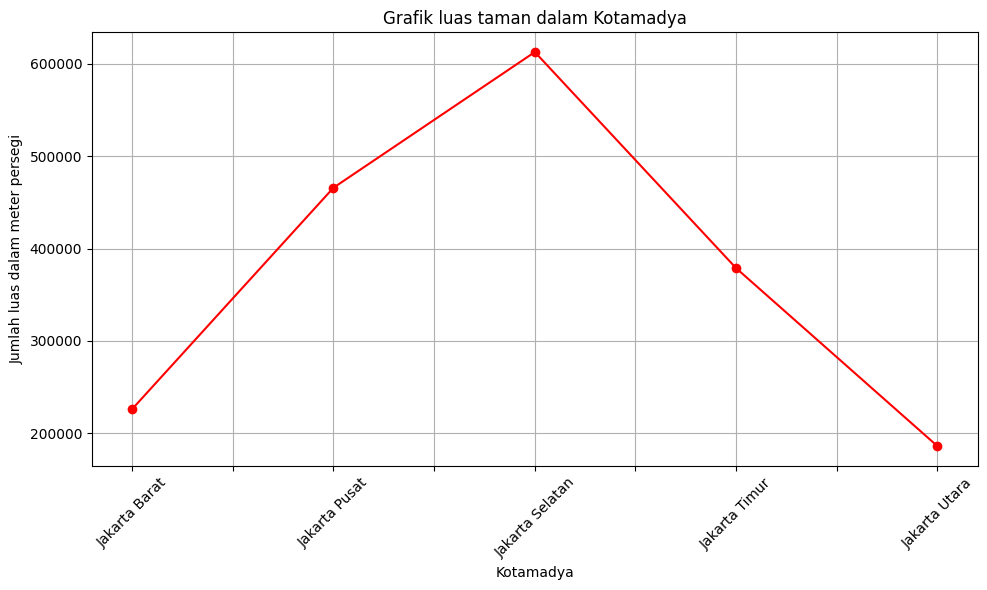 Grafik luas taman dalam Kotamadya
Jumlah luas dalam meter persegi
600000
500000
400000
300000
200000
Jakarta Barat
Jakarta Pusat
Jakarta Selatan
Jakarta Timur
Jakarta Utara
Kotamadya